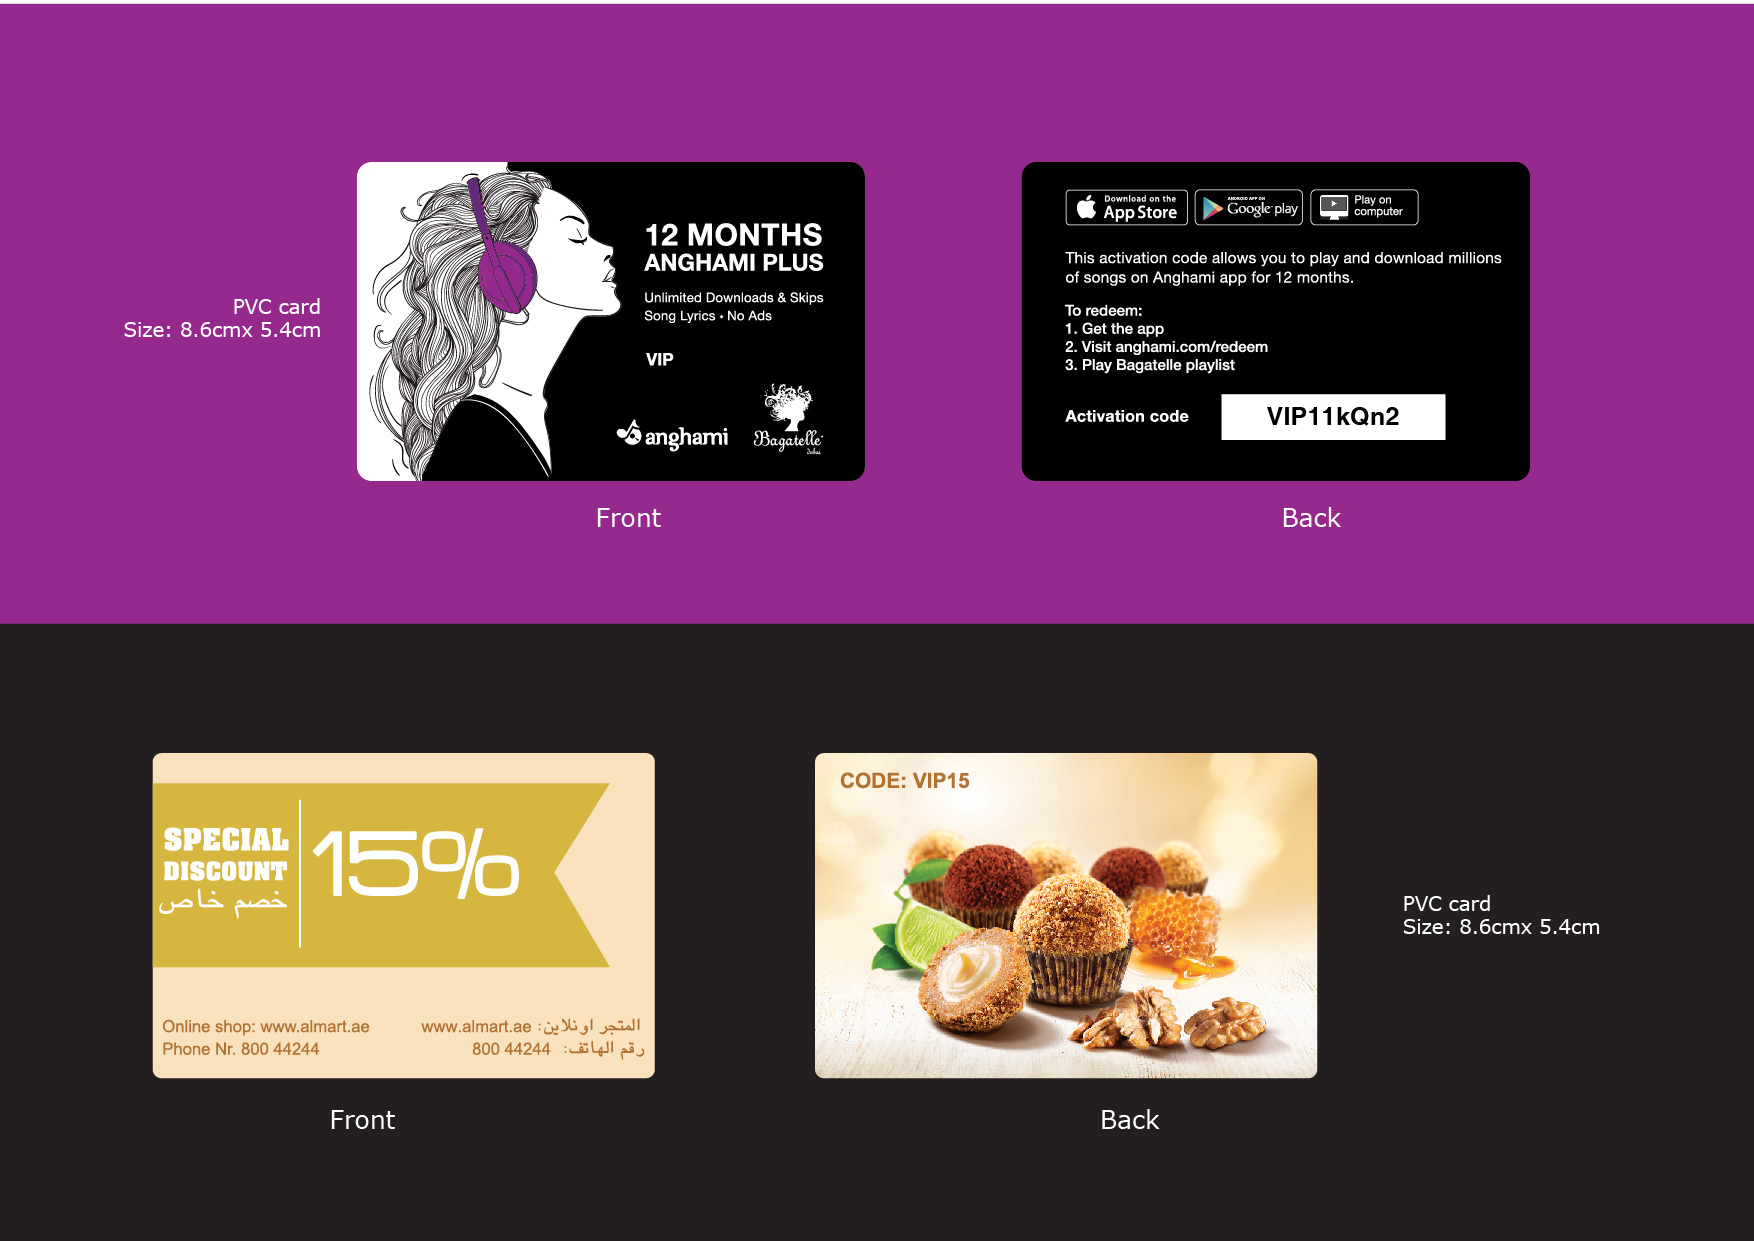 PVC card
Size: 8.6cmx 5.4cm
12 MONTHS
ANGHAMI PLUS
Unlimited Downloads & Skips
Song Lyrics • No Ads
VIP
anghami
Bagatelle
dubai
Front
Download on the
App Store
ANDROID APP ON
Google play
Play on
computer
This activation code allows you to play and download millions
of songs on Anghami app for 12 months.
To redeem:
1. Get the app
2. Visit anghami.com/redeem
3. Play Bagatelle playlist
Activation code
VIP11kQn2
Back
SPECIAL
DISCOUNT
خصم خاص
15%
Online shop: www.almart.ae
Phone Nr. 800 44244
المتجر اونلاين: www.almart.ae
رقم الهاتف: 800 44244
Front
CODE: VIP15
Back
PVC card
Size: 8.6cmx 5.4cm